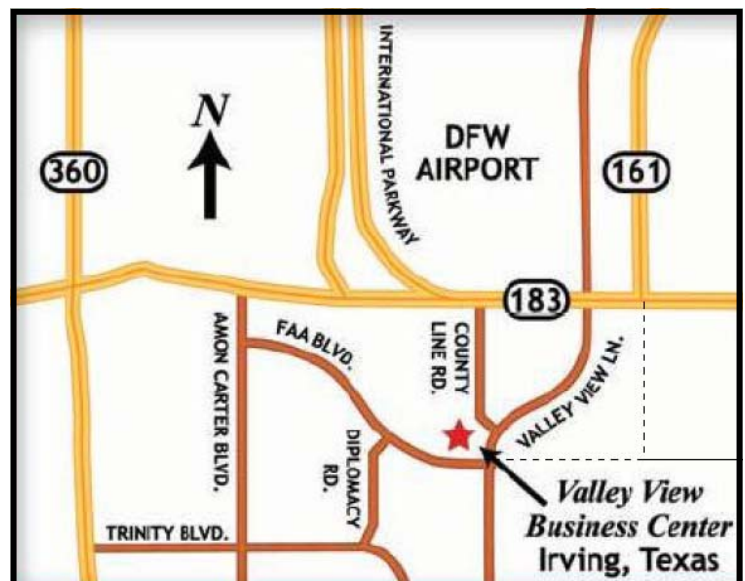 INTERNATIONAL PARKWAY
N
DFW
AIRPORT
360
161
183
AMON CARTER BLVD.
FAA BLVD.
COUNTY
LINE RD.
VALLEY VIEW LN.
DIPLOMACY
RD.
Valley View
Business Center
Irving, Texas
TRINITY BLVD.